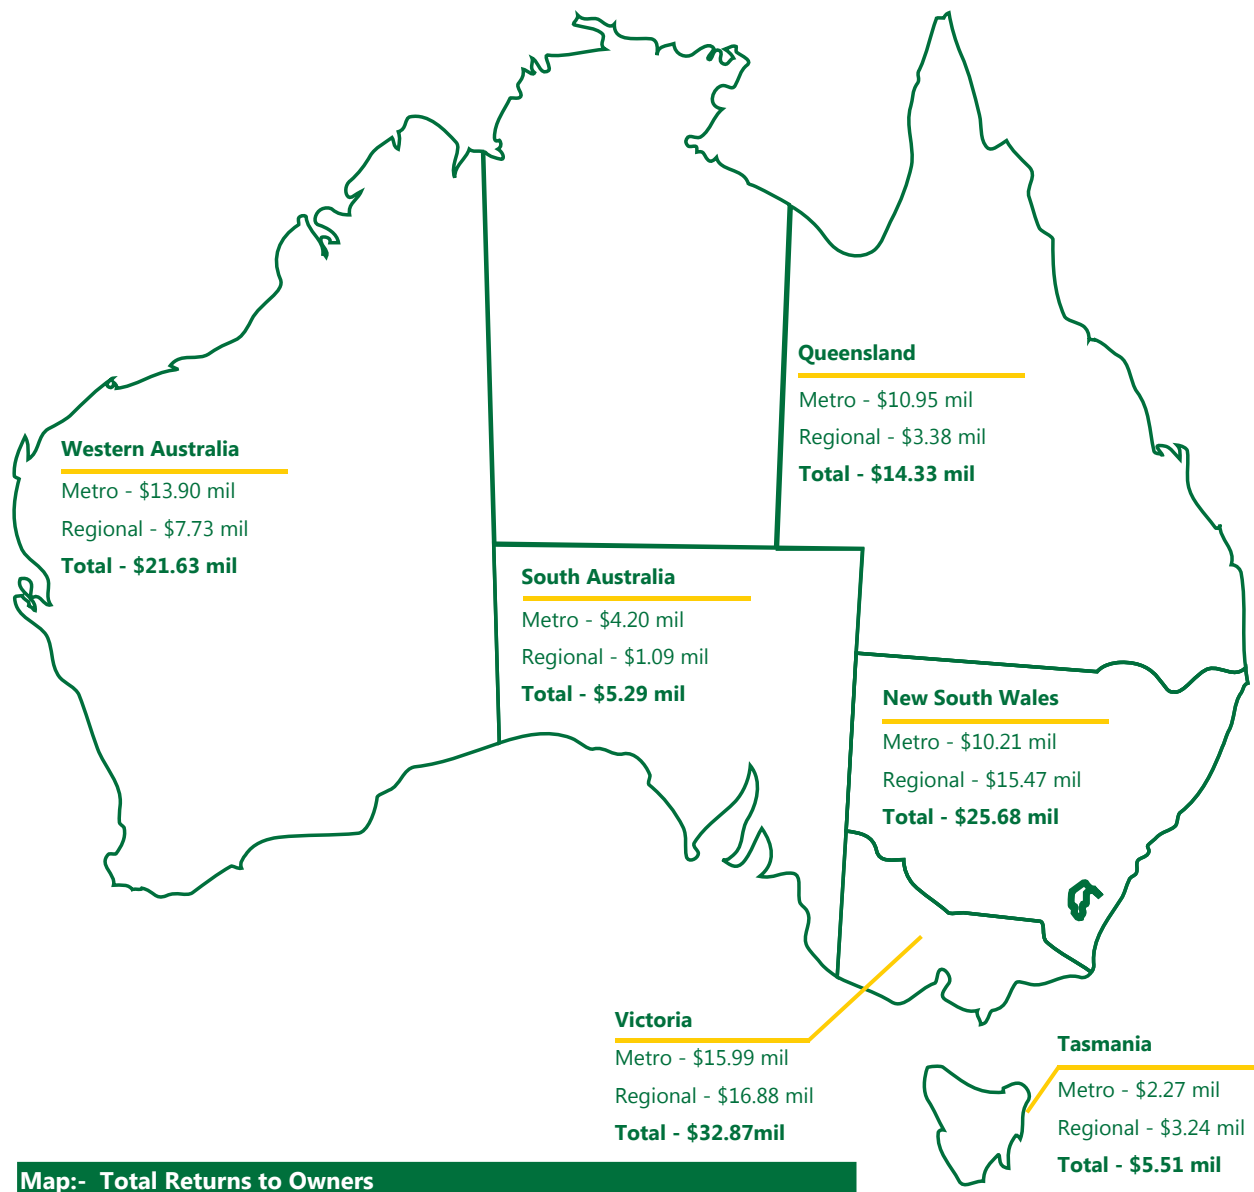 Queensland
Metro - $10.95 mil
Regional - $3.38 mil
Total - $14.33 mil
Western Australia
Metro - $13.90 mil
Regional - $7.73 mil
Total - $21.63 mil
South Australia
Metro - $4.20 mil
Regional - $1.09 mil
Total - $5.29 mil
New South Wales
Metro - $10.21 mil
Regional - $15.47 mil
Total - $25.68 mil
Victoria
Metro - $15.99 mil
Regional - $16.88 mil
Total - $32.87mil
Tasmania
Metro - $2.27 mil
Regional - $3.24 mil
Total - $5.51 mil
Map:- Total Returns to Owners